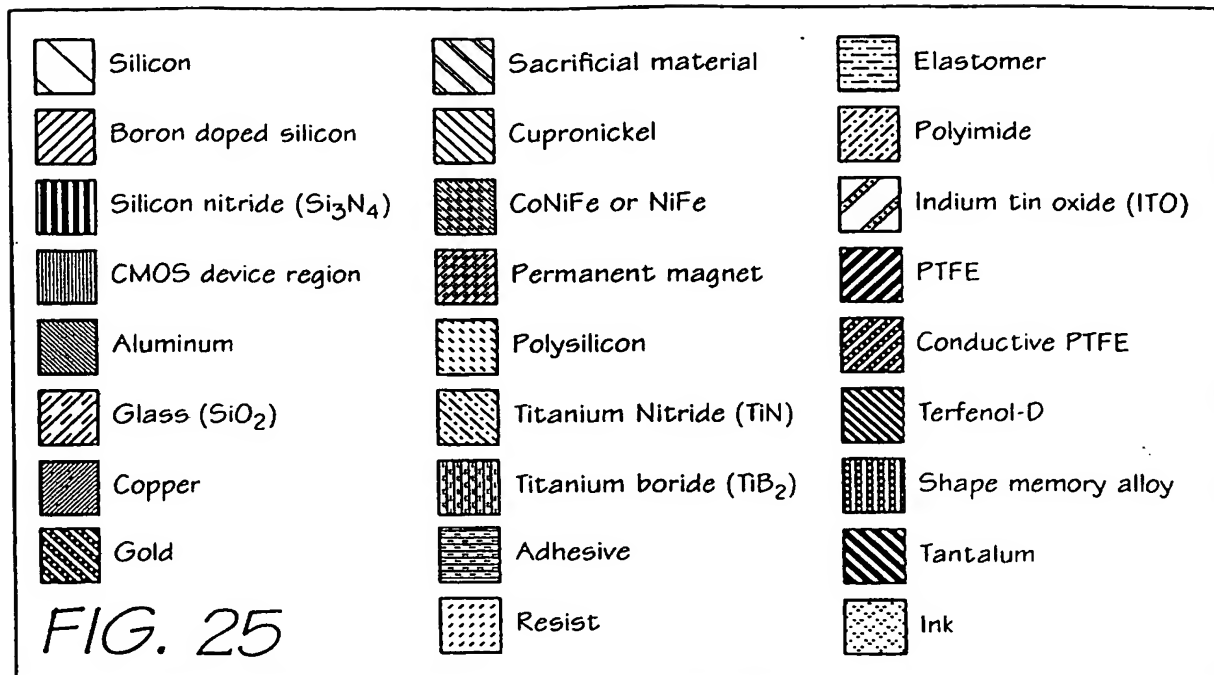 Silicon
Boron doped silicon
Silicon nitride (Si₃N₄)
CMOS device region
Aluminum
Glass (SiO₂)
Copper
Gold
FIG. 25
Sacrificial material
Cupronickel
CoNiFe or NiFe
Permanent magnet
Polysilicon
Titanium Nitride (TiN)
Titanium boride (TiB₂)
Adhesive
Resist
Elastomer
Polyimide
Indium tin oxide (ITO)
PTFE
Conductive PTFE
Terfenol-D
Shape memory alloy
Tantalum
Ink